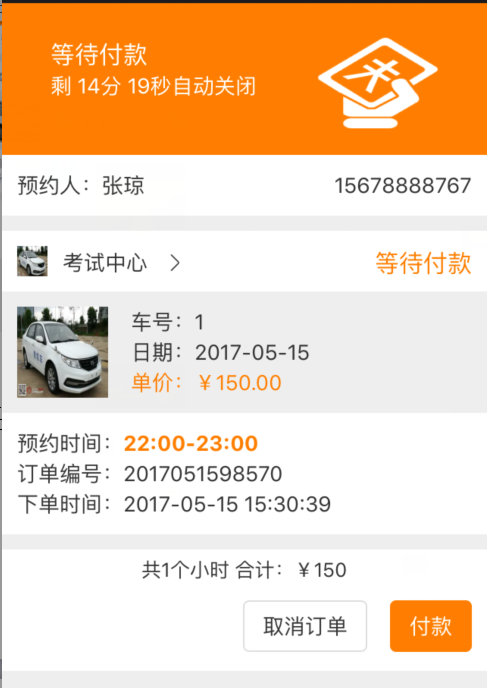 等待付款
剩 14分 19秒自动关闭
预约人：张琼 15678888767
考试中心 等待付款
车号：1
日期：2017-05-15
单价：￥150.00
预约时间：22:00-23:00
订单编号：2017051598570
下单时间：2017-05-15 15:30:39
共1个小时 合计：￥150
取消订单 付款